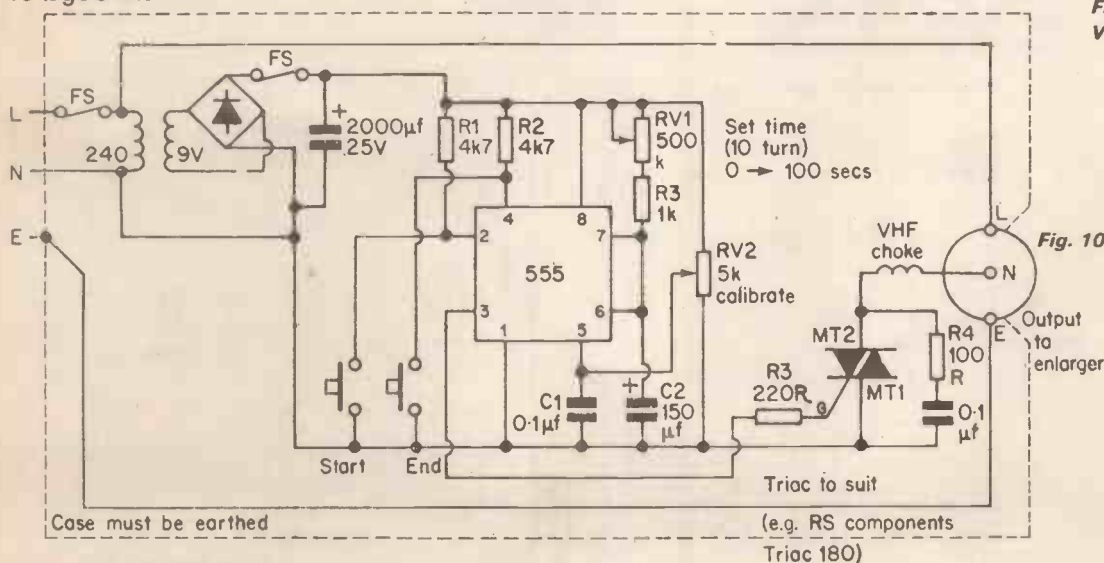 FS
L
FS
N
E
240
9V
+
2000µf
25V
R1
4k7
R2
4k7
RV1
500
k
R3
1k
Set time
(10 turn)
0 → 100 secs
4
8
2
7
555
3
6
1
5
RV2
5k
calibrate
VHF
choke
L
N
E
Fig. 10
Output
to
enlarger
MT2
MT1
G
R4
100
R
0·1
µf
R3
220R
C1
0·1µf
+
C2
150
µf
Start
End
Triac to suit
(e.g. RS components
Triac 180)
Case must be earthed